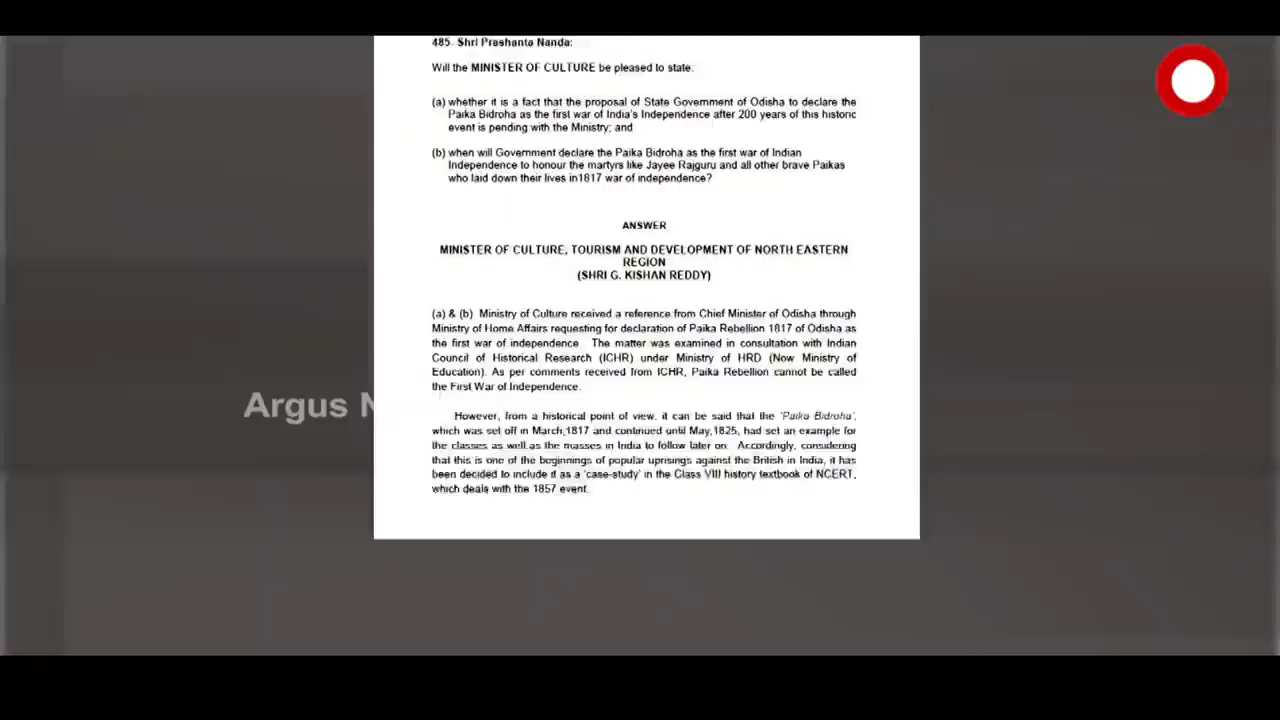 485. Shri Prashanta Nanda:
Will the MINISTER OF CULTURE be pleased to state:
(a) whether it is a fact that the proposal of State Government of Odisha to declare the
Paika Bidroha as the first war of India's Independence after 200 years of this historic
event is pending with the Ministry; and
(b) when will Government declare the Paika Bidroha as the first war of Indian
Independence to honour the martyrs like Jayee Rajguru and all other brave Paikas
who laid down their lives in1817 war of independence?
ANSWER
MINISTER OF CULTURE, TOURISM AND DEVELOPMENT OF NORTH EASTERN
REGION
(SHRI G. KISHAN REDDY)
(a) & (b) Ministry of Culture received a reference from Chief Minister of Odisha through
Ministry of Home Affairs requesting for declaration of Paika Rebellion 1817 of Odisha as
the first war of independence. The matter was examined in consultation with Indian
Council of Historical Research (ICHR) under Ministry of HRD (Now Ministry of
Education). As per comments received from ICHR, Paika Rebellion cannot be called
the First War of Independence.
However, from a historical point of view, it can be said that the 'Paika Bidroha',
which was set off in March,1817 and continued until May,1825, had set an example for
the classes as well as the masses in India to follow later on. Accordingly, considering
that this is one of the beginnings of popular uprisings against the British in India, it has
been decided to include it as a 'case-study' in the Class VIII history textbook of NCERT,
which deals with the 1857 event.
Argus N